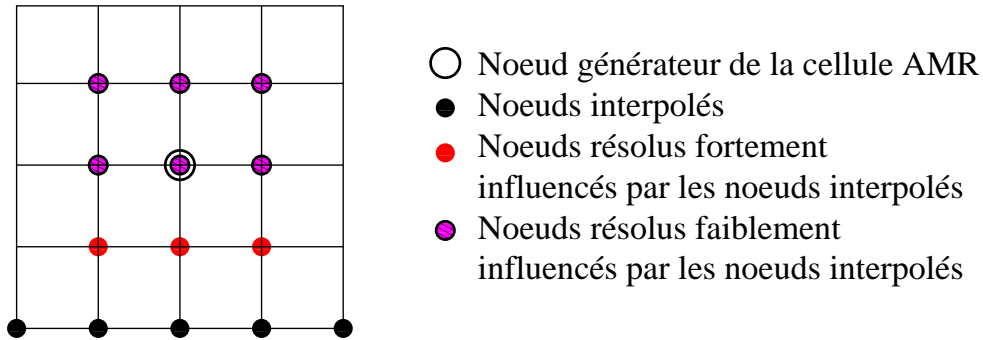 Noeud générateur de la cellule AMR
Noeuds interpolés
Noeuds résolus fortement
influencés par les noeuds interpolés
Noeuds résolus faiblement
influencés par les noeuds interpolés